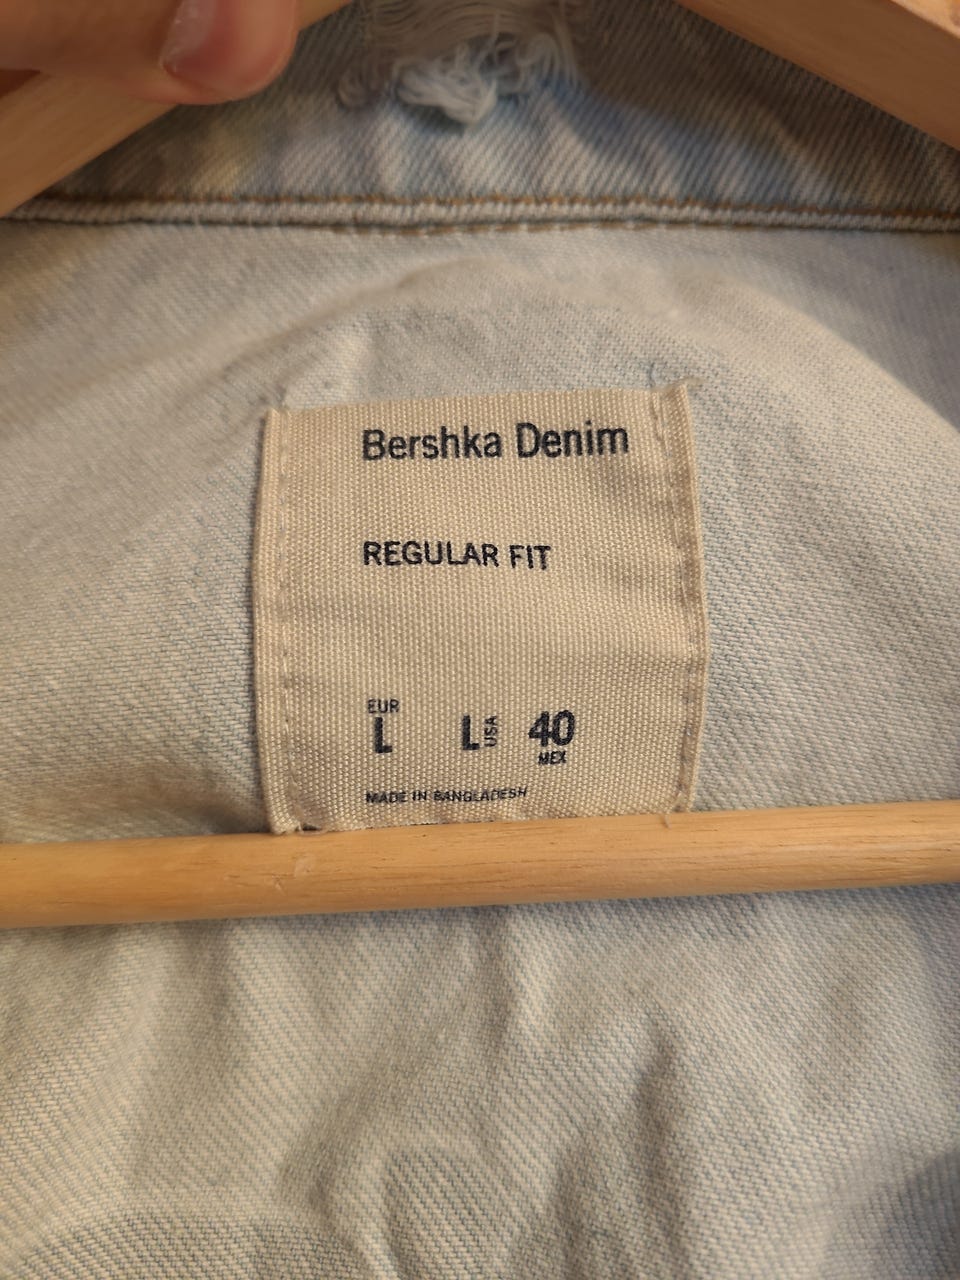 Bershka Denim
REGULAR FIT
EUR
L L USA 40
MEX
MADE IN BANGLADESH